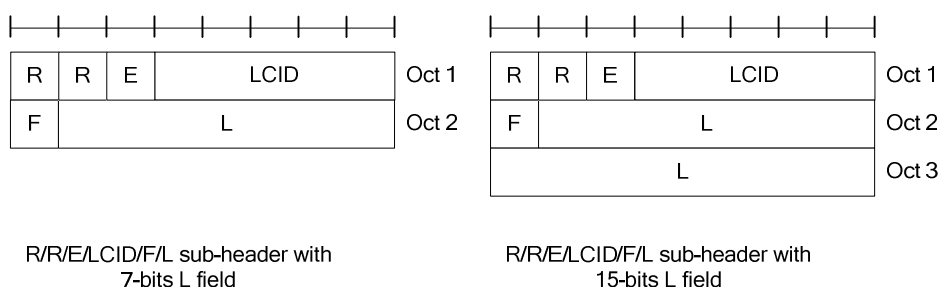 R R E LCID Oct 1
F L Oct 2
R/R/E/LCID/F/L sub-header with
7-bits L field
R R E LCID Oct 1
F L Oct 2
L Oct 3
R/R/E/LCID/F/L sub-header with
15-bits L field